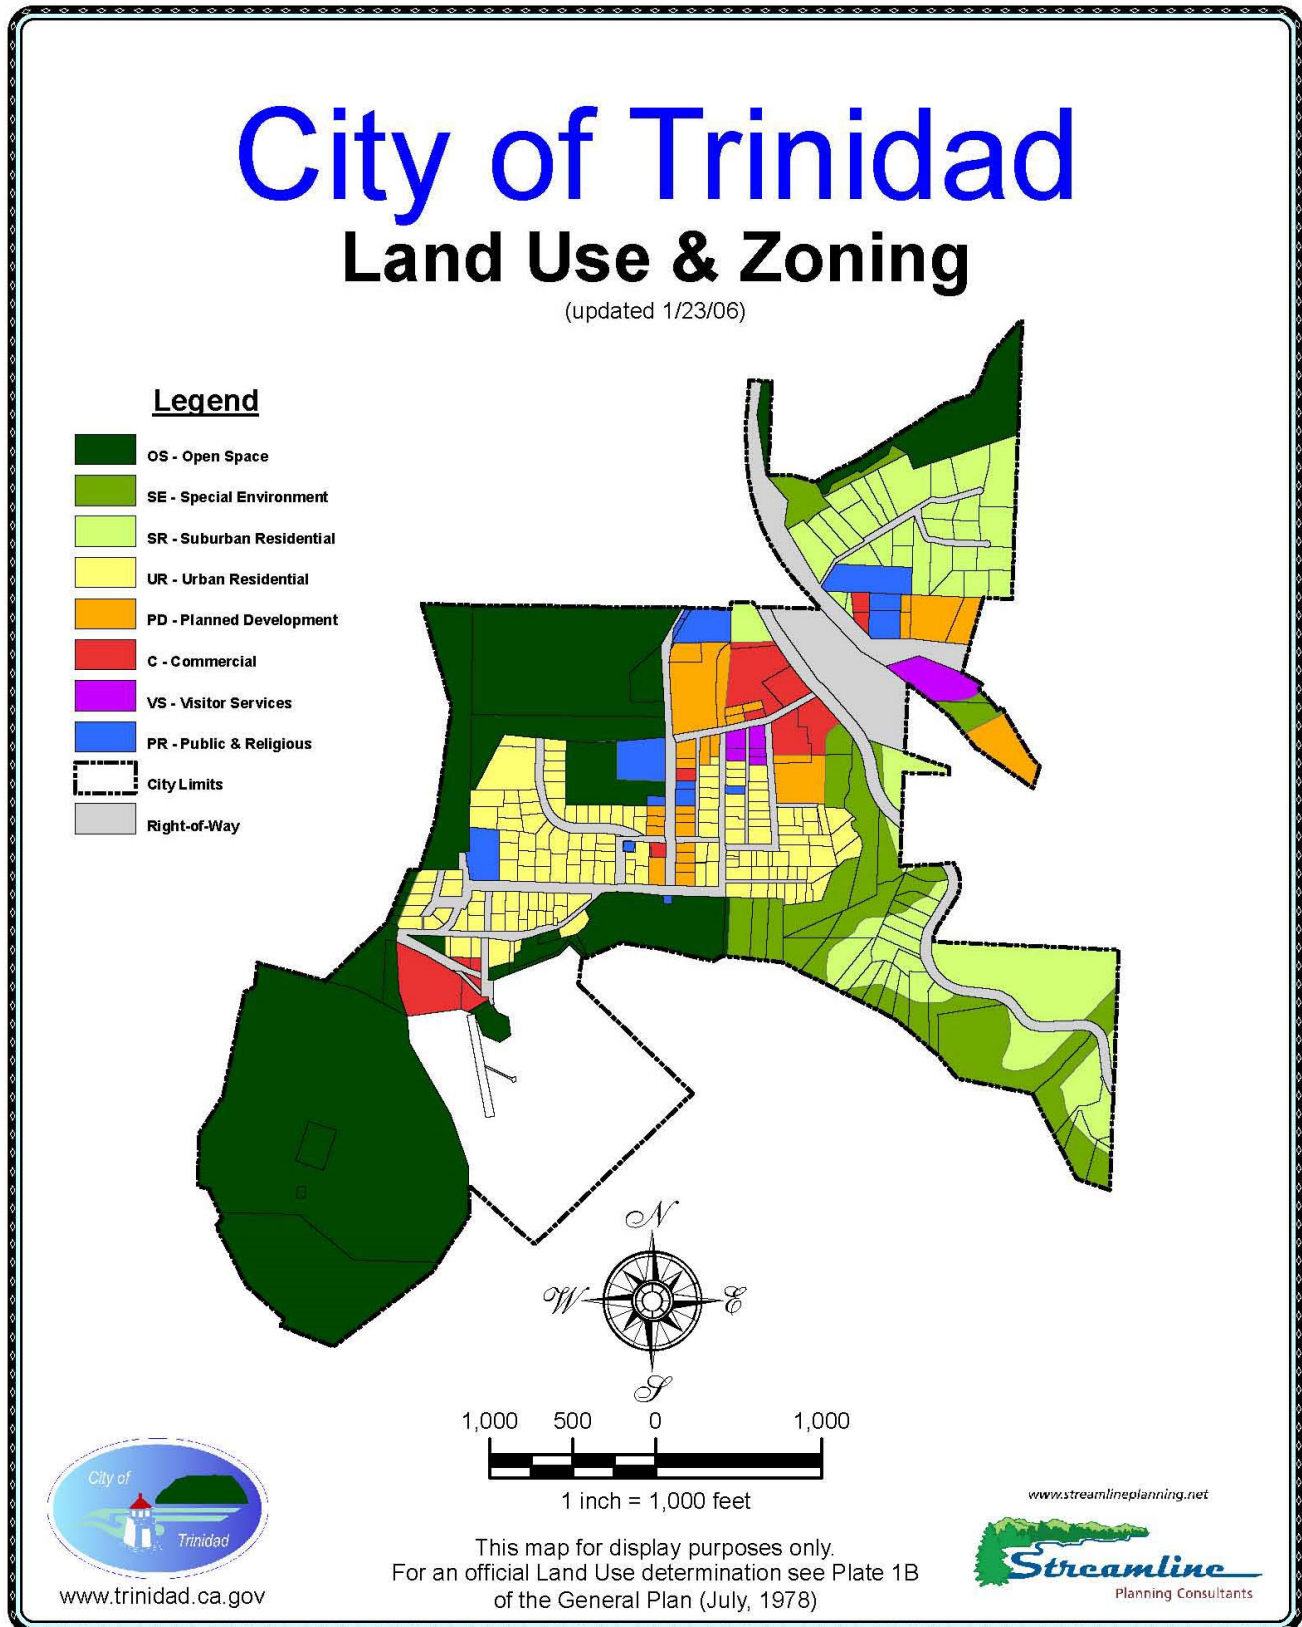 City of Trinidad
Land Use & Zoning
(updated 1/23/06)
Legend
OS - Open Space
SE - Special Environment
SR - Suburban Residential
UR - Urban Residential
PD - Planned Development
C - Commercial
VS - Visitor Services
PR - Public & Religious
City Limits
Right-of-Way
N
W E
S
1,000 500 0 1,000
1 inch = 1,000 feet
This map for display purposes only.
For an official Land Use determination see Plate 1B
of the General Plan (July, 1978)
City of
Trinidad
www.trinidad.ca.gov
www.streamlineplanning.net
Streamline
Planning Consultants